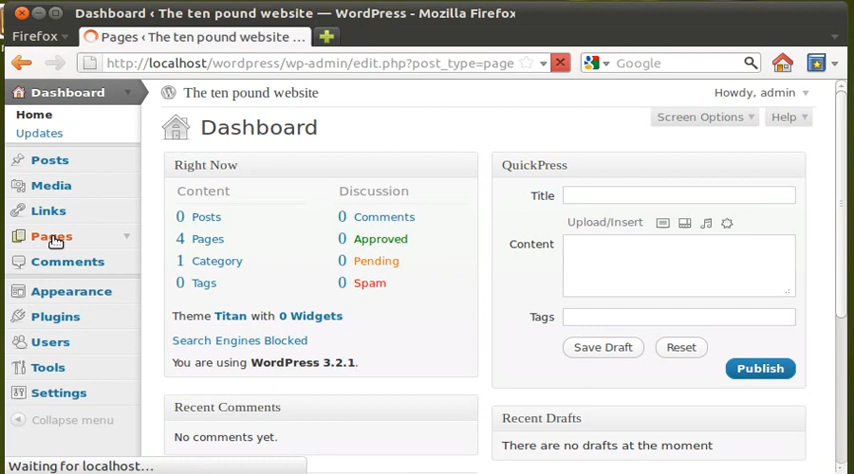 Dashboard ‹ The ten pound website — WordPress - Mozilla Firefox
Firefox
Pages ‹ The ten pound website ...
http://localhost/wordpress/wp-admin/edit.php?post_type=page
Google
Dashboard
The ten pound website
Howdy, admin
Home
Updates
Screen Options
Help
Dashboard
Posts
Media
Links
Pages
Comments
Appearance
Plugins
Users
Tools
Settings
Collapse menu
Right Now
Content
Discussion
0 Posts
0 Comments
4 Pages
0 Approved
1 Category
0 Pending
0 Tags
0 Spam
Theme Titan with 0 Widgets
Search Engines Blocked
You are using WordPress 3.2.1.
Recent Comments
No comments yet.
QuickPress
Title
Upload/Insert
Content
Tags
Save Draft
Reset
Publish
Recent Drafts
There are no drafts at the moment
Waiting for localhost...